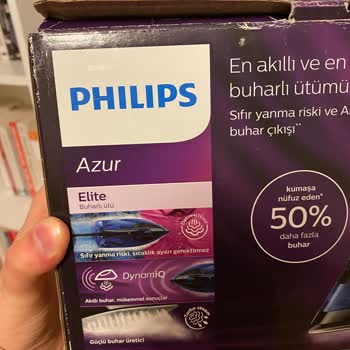 PHILIPS
Azur
Elite
Buharlı ütü
Sıfır yanma riski, sıcaklık ayarı gerektirmez
DynamiQ
Akıllı buhar, mükemmel sonuçlar
Güçlü buhar üretici
En akıllı ve en
buharlı ütümü
Sıfır yanma riski ve A
buhar çıkışı**
kumaşa
nüfuz eden*
50%
daha fazla
buhar